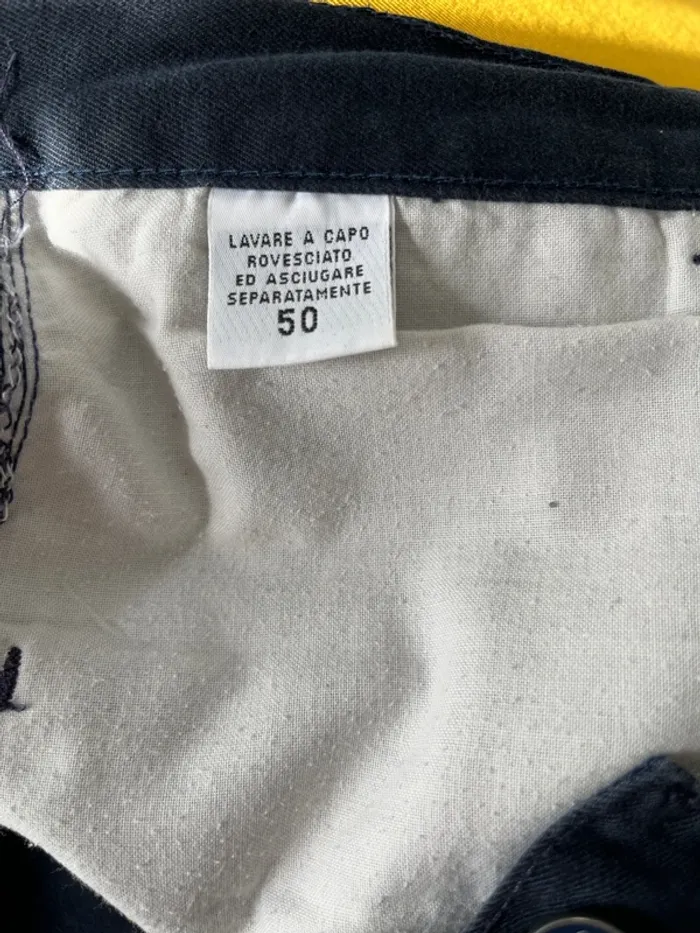 LAVARE A CAPO
ROVESCIATO
ED ASCIUGARE
SEPARATAMENTE
50